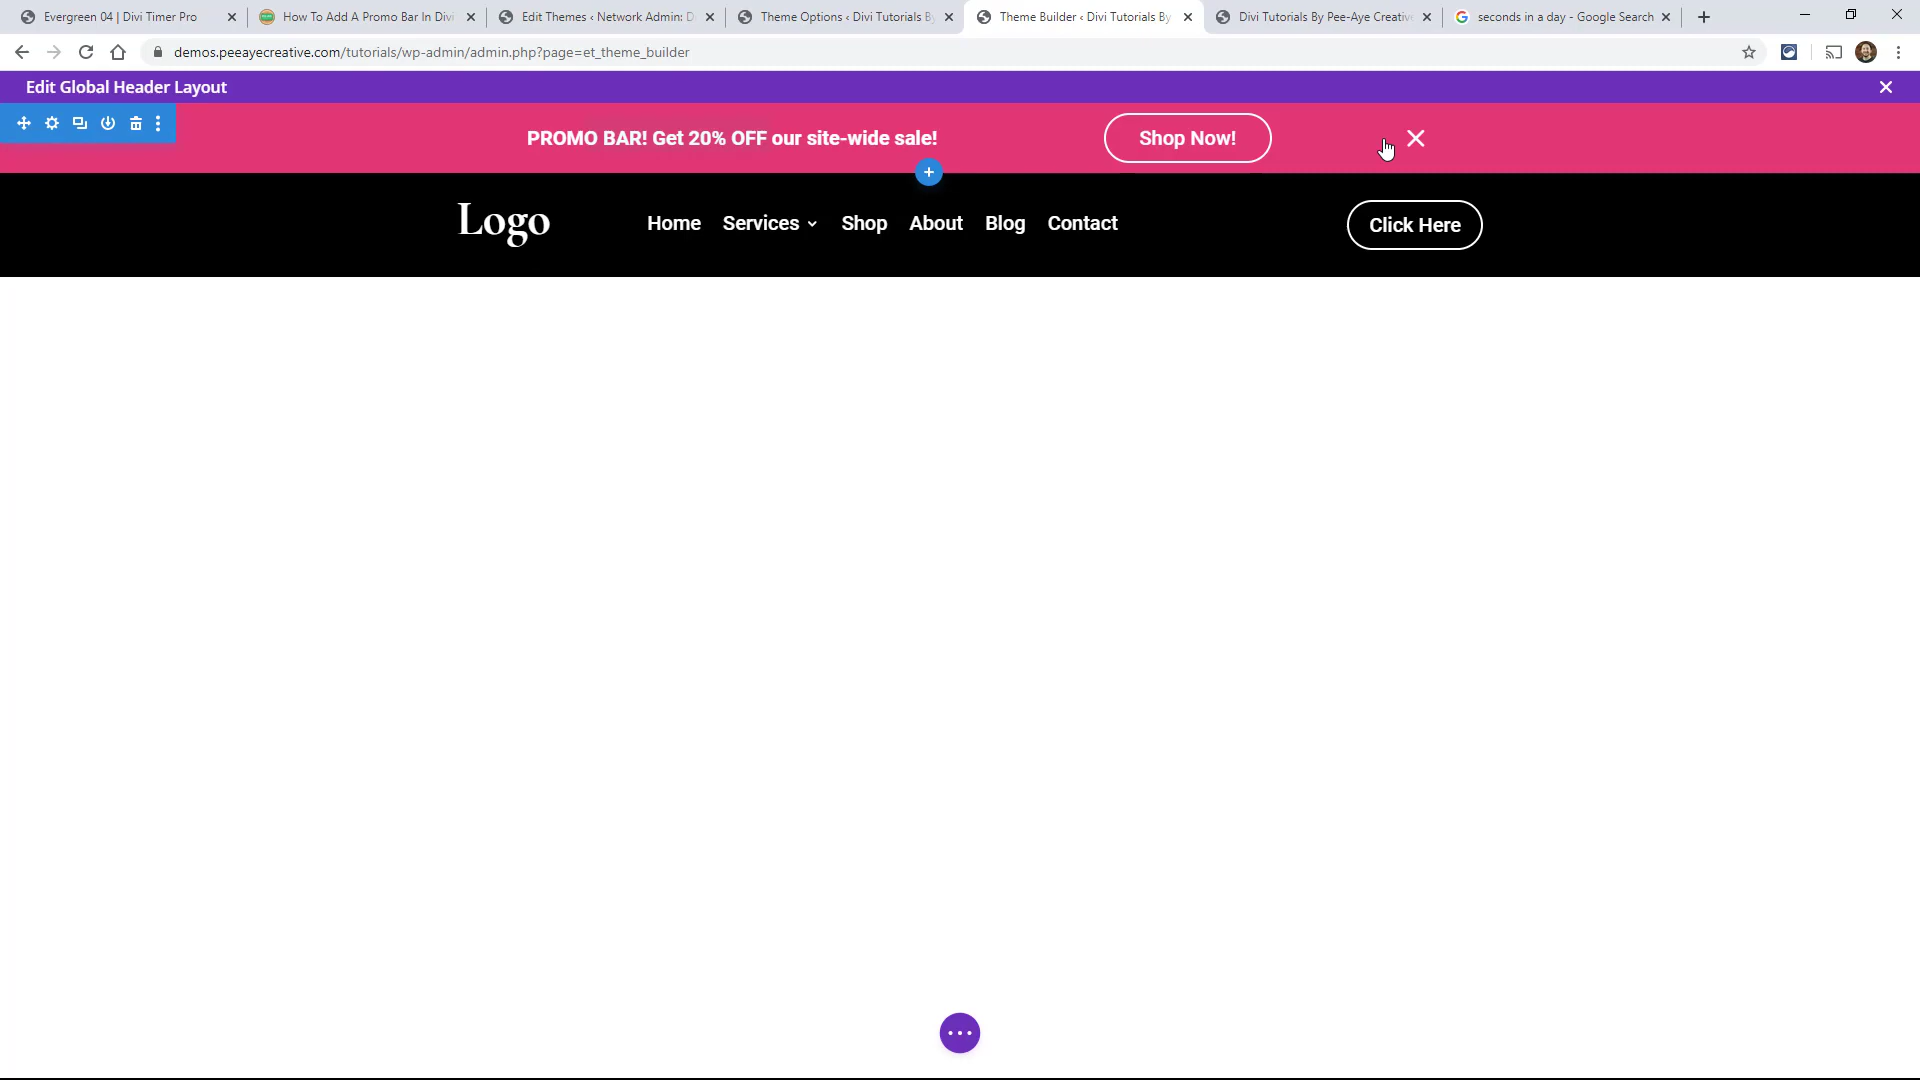 Evergreen 04 | Divi Timer Pro
How To Add A Promo Bar In Divi
Edit Themes ‹ Network Admin: D
Theme Options ‹ Divi Tutorials By
Theme Builder ‹ Divi Tutorials By
Divi Tutorials By Pee-Aye Creative
seconds in a day - Google Search
demos.peeayecreative.com/tutorials/wp-admin/admin.php?page=et_theme_builder
Edit Global Header Layout
PROMO BAR! Get 20% OFF our site-wide sale!
Shop Now!
Logo
Home
Services
Shop
About
Blog
Contact
Click Here